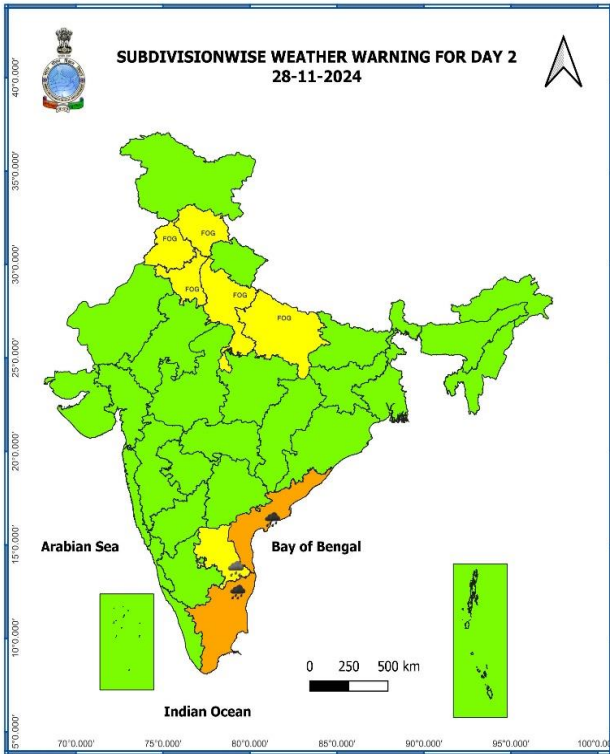 SUBDIVISIONWISE WEATHER WARNING FOR DAY 2
28-11-2024
40°0.000'
35°0.000'
30°0.000'
25°0.000'
20°0.000'
15°0.000'
10°0.000'
5°0.000'
FOG
FOG
FOG
FOG
FOG
Arabian Sea
Bay of Bengal
0 250 500 km
Indian Ocean
70°0.000' 75°0.000' 80°0.000' 85°0.000' 90°0.000' 95°0.000'